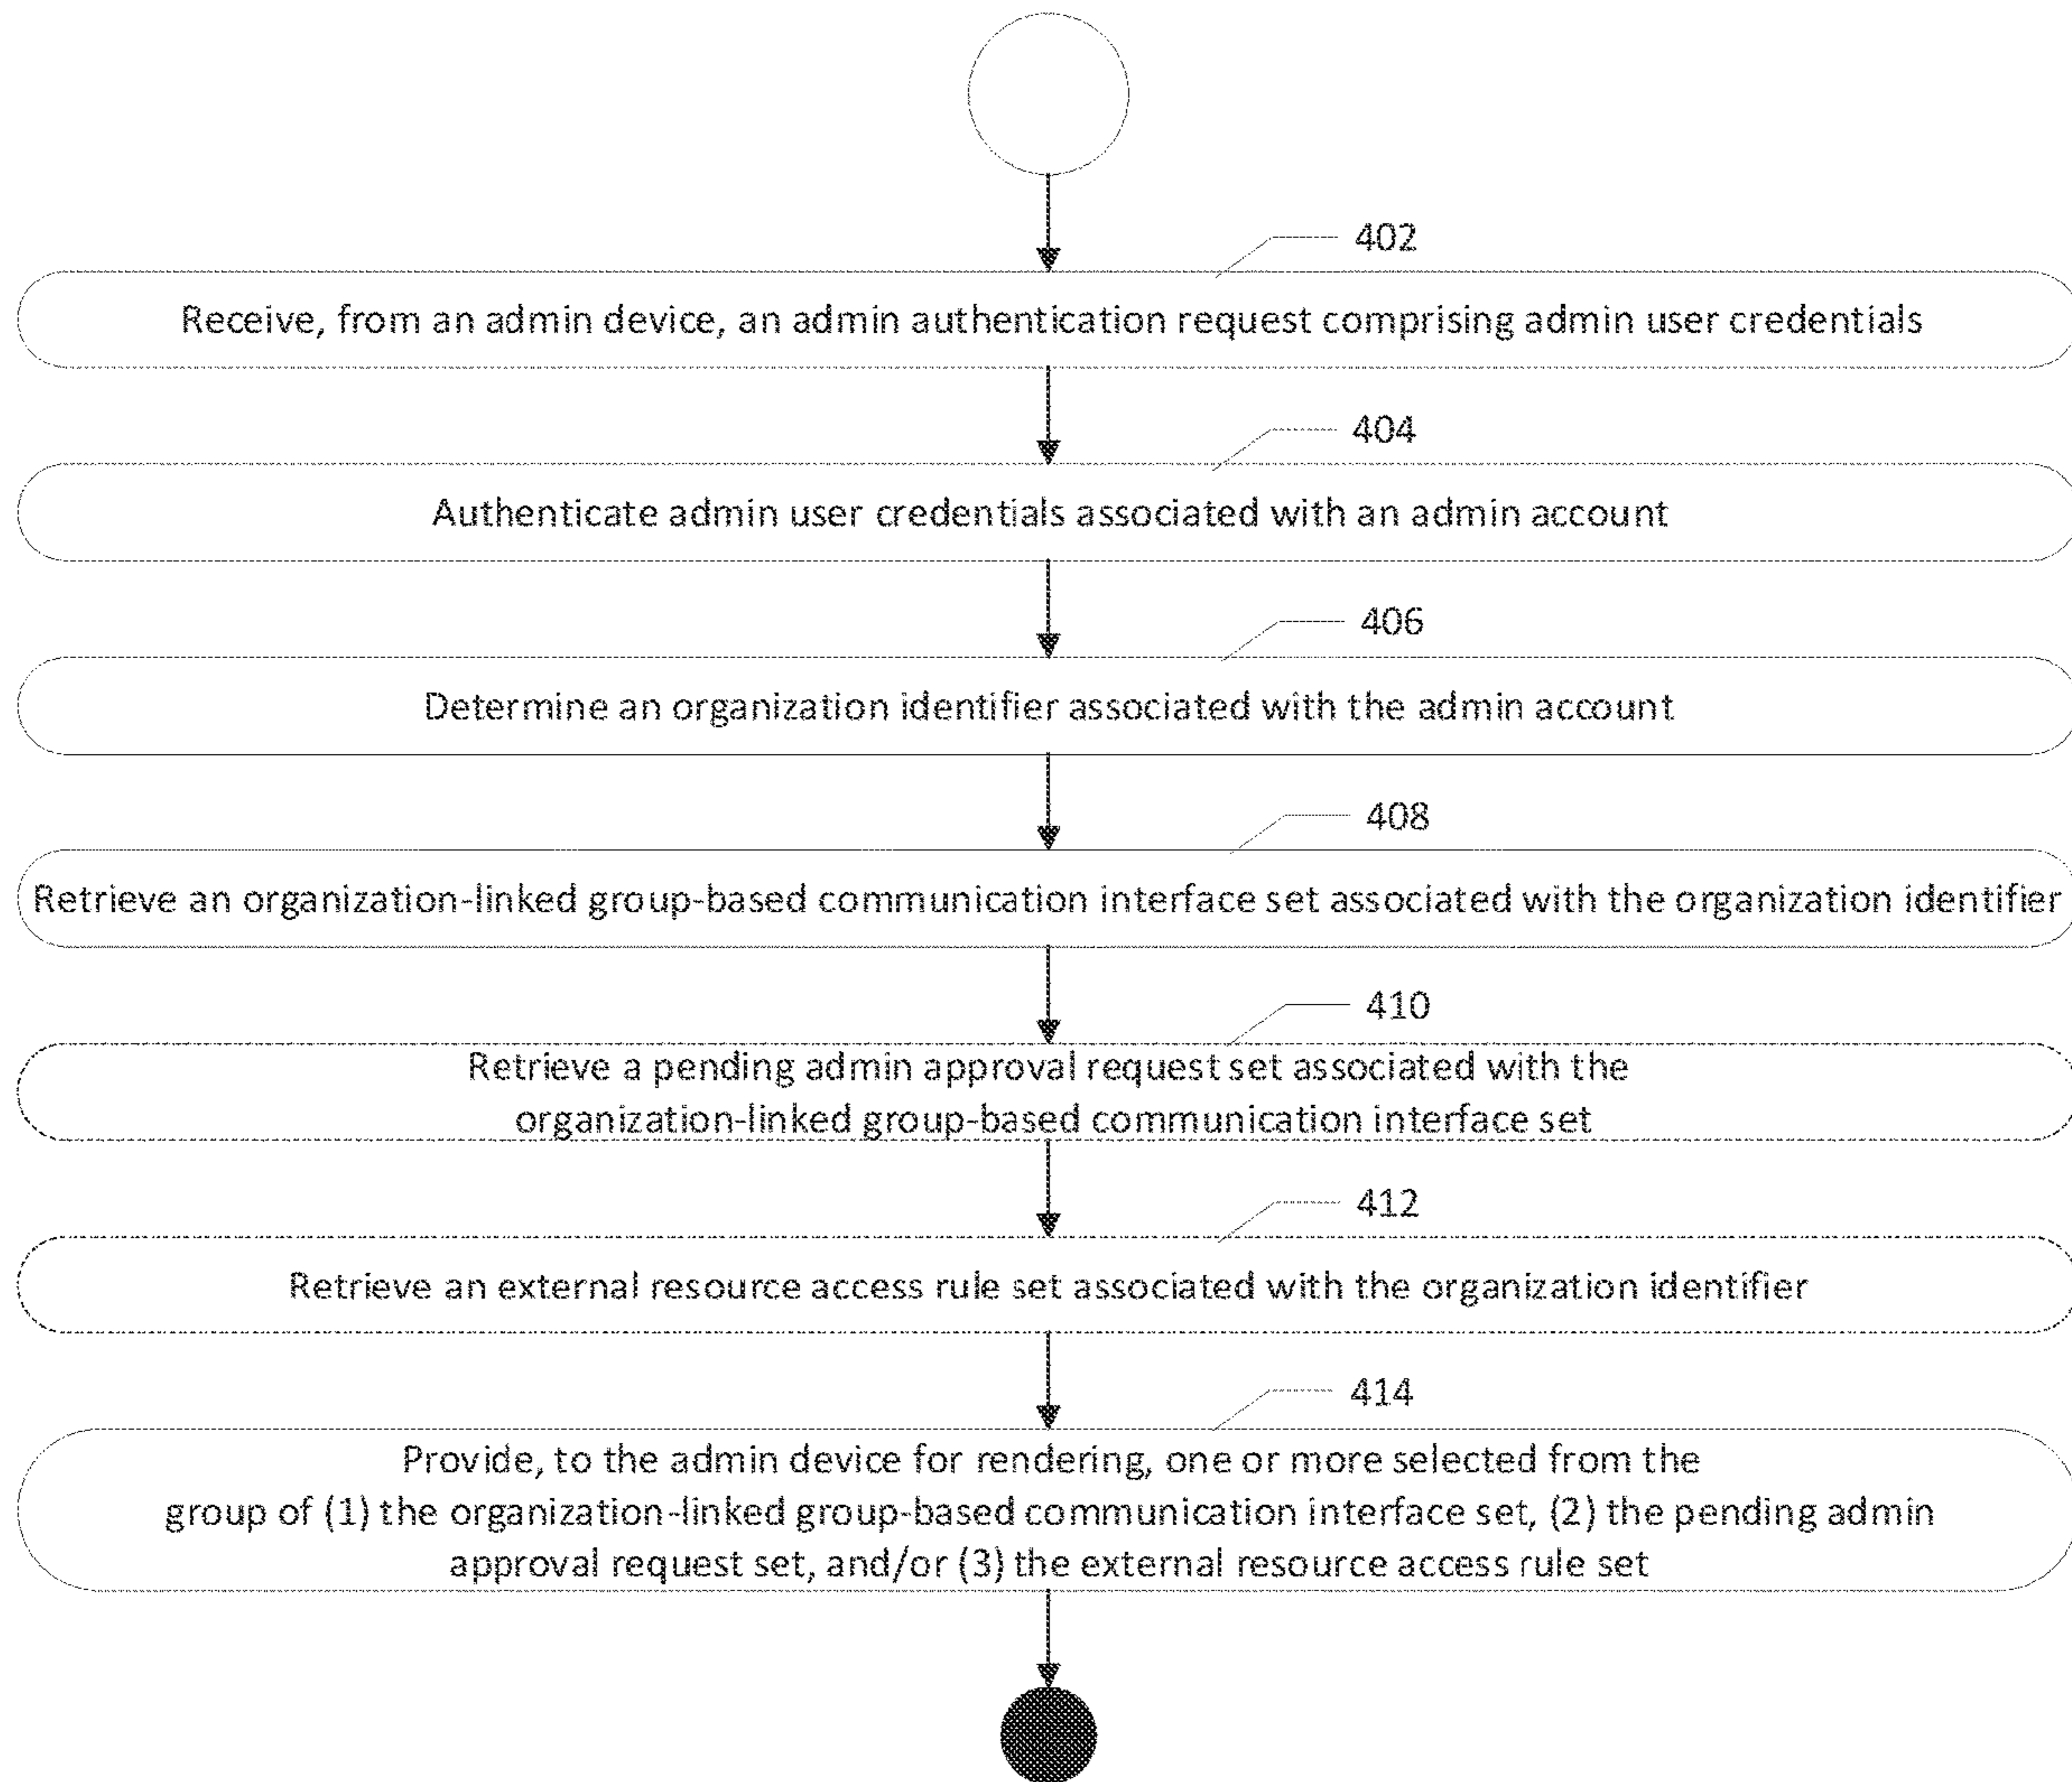 402
Receive, from an admin device, an admin authentication request comprising admin user credentials
404
Authenticate admin user credentials associated with an admin account
406
Determine an organization identifier associated with the admin account
408
Retrieve an organization-linked group-based communication interface set associated with the organization identifier
410
Retrieve a pending admin approval request set associated with the
organization-linked group-based communication interface set
412
Retrieve an external resource access rule set associated with the organization identifier
414
Provide, to the admin device for rendering, one or more selected from the
group of (1) the organization-linked group-based communication interface set, (2) the pending admin
approval request set, and/or (3) the external resource access rule set